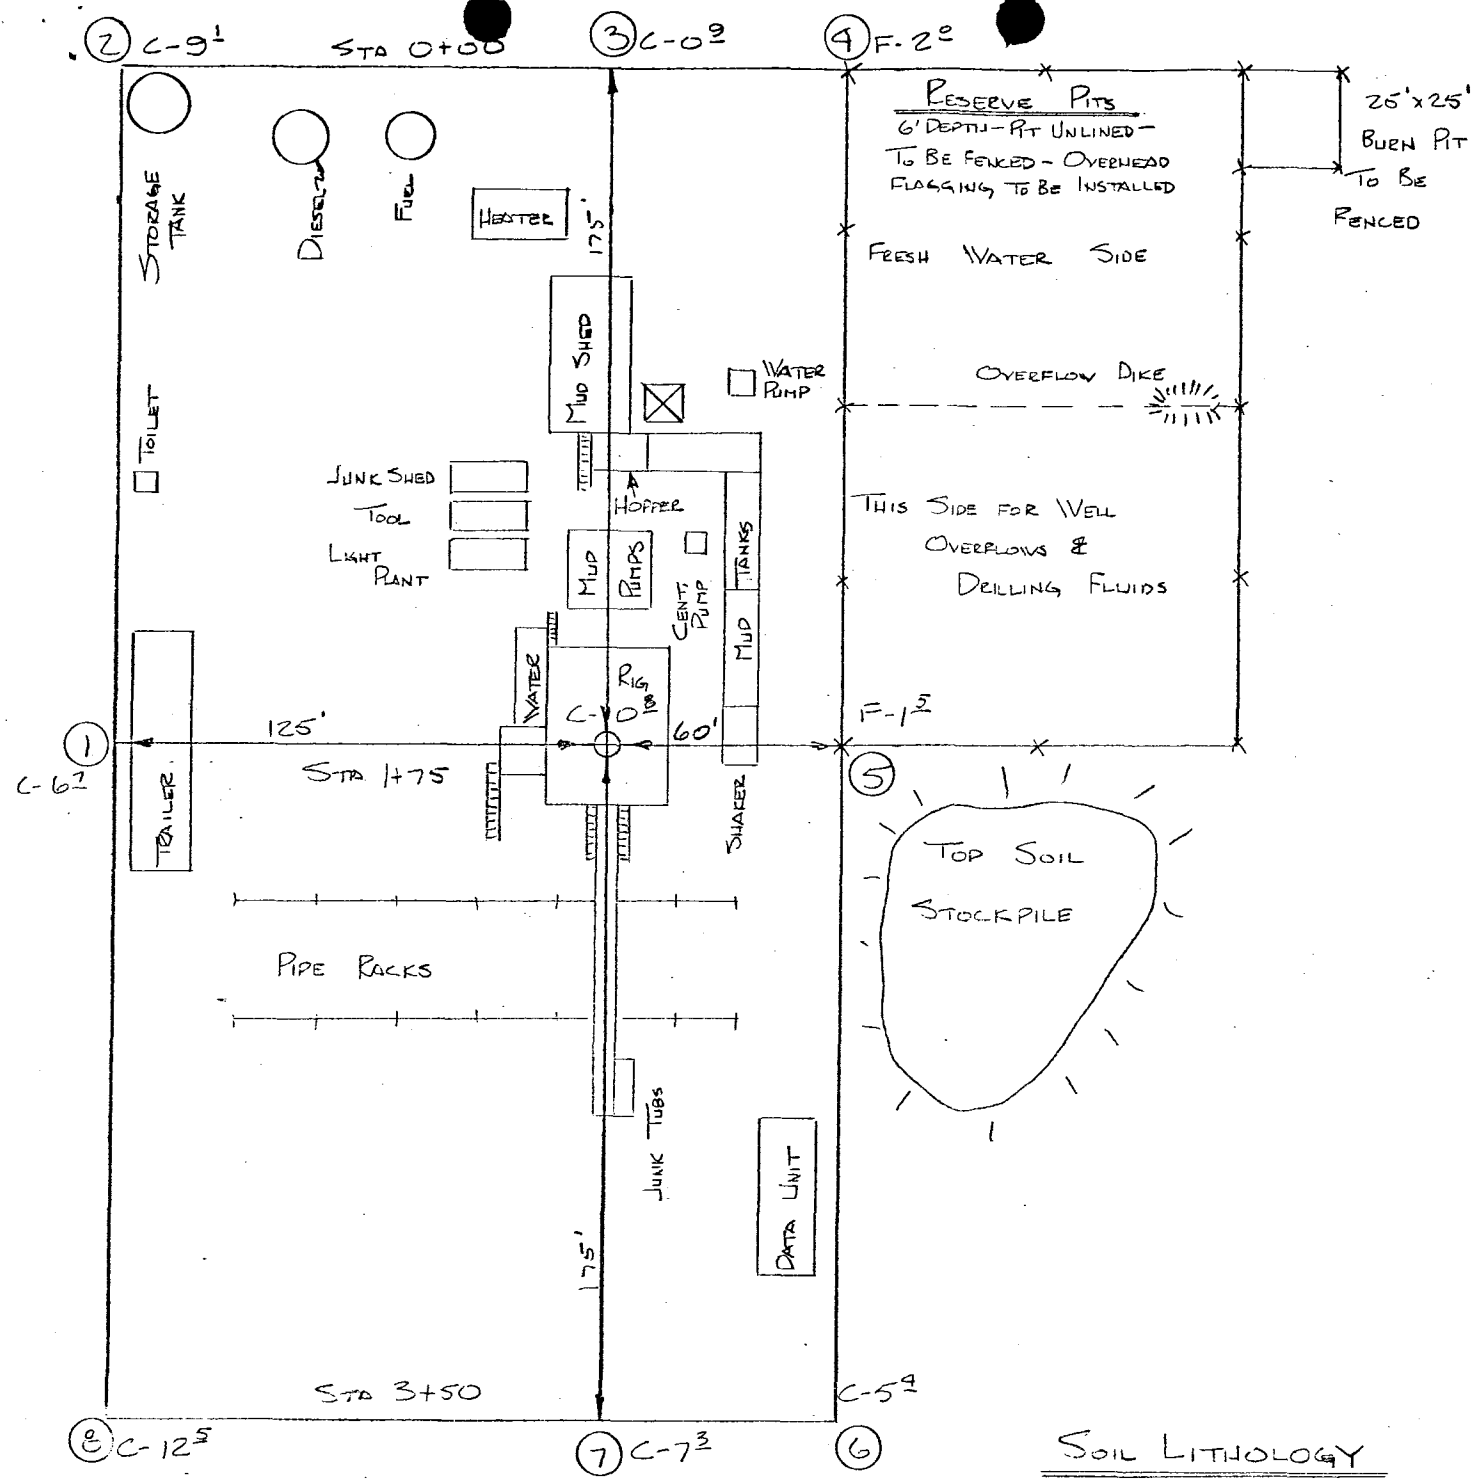 2 C-9¹ STA 0+00 3 C-0⁹ 4 F-2⁰
RESERVE PITS
6' DEPTH-PIT UNLINED-
TO BE FENCED - OVERHEAD
FLAGGING TO BE INSTALLED
25'x25'
BURN PIT
TO BE
FENCED
STORAGE
TANK
DIESEL
FUEL
HEATER
175'
FRESH WATER SIDE
MUD SHED
WATER
PUMP
OVERFLOW DIKE
TOILET
JUNK SHED
TOOL
LIGHT
PLANT
HOPPER
MUD PUMPS
CENT.
PUMP
MUD TANKS
THIS SIDE FOR WELL
OVERFLOWS &
DRILLING FLUIDS
WATER
RIG
C-0⁸
F-1⁵
1
C-6⁷
125'
60'
5
STA 1+75
TRAILER
SHAKER
TOP SOIL
STOCKPILE
PIPE RACKS
JUNK TUBS
DATA UNIT
175'
STA 3+50
C-5⁴
8 C-12⁵ 7 C-7³ 6
SOIL LITHOLOGY